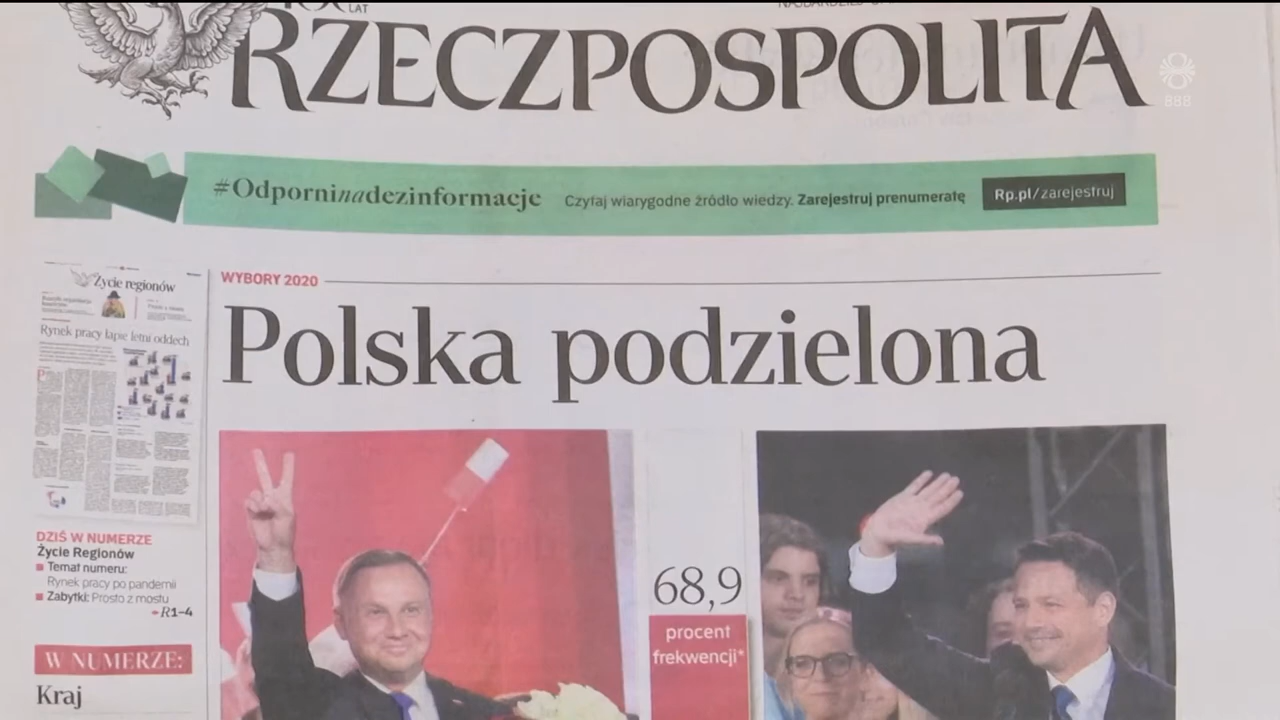 LAT
RZECZPOSPOLITA
888
#Odporninadezinformacje
Czytaj wiarygodne źródło wiedzy. Zarejestruj prenumeratę
Rp.pl/zarejestruj
Życie regionów
Rynek pracy łapie letni oddech
WYBORY 2020
Polska podzielona
DZIŚ W NUMERZE
Życie Regionów
Temat numeru:
Rynek pracy po pandemii
Zabytki: Prosto z mostu
R1–4
W NUMERZE:
Kraj
68,9
procent
frekwencji*